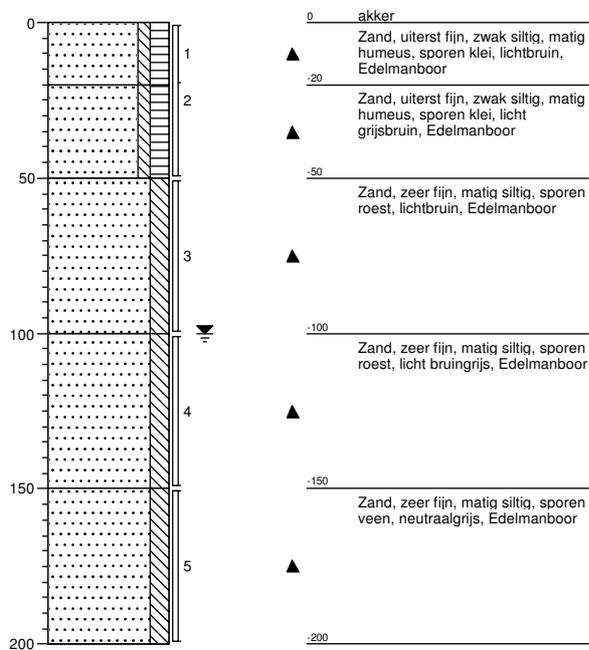 0
akker
Zand, uiterst fijn, zwak siltig, matig
humeus, sporen klei, lichtbruin,
Edelmanboor
-20
Zand, uiterst fijn, zwak siltig, matig
humeus, sporen klei, licht
grijsbruin, Edelmanboor
-50
Zand, zeer fijn, matig siltig, sporen
roest, lichtbruin, Edelmanboor
-100
Zand, zeer fijn, matig siltig, sporen
roest, licht bruingrijs, Edelmanboor
-150
Zand, zeer fijn, matig siltig, sporen
veen, neutraalgrijs, Edelmanboor
-200
0
50
100
150
200
1
2
3
4
5